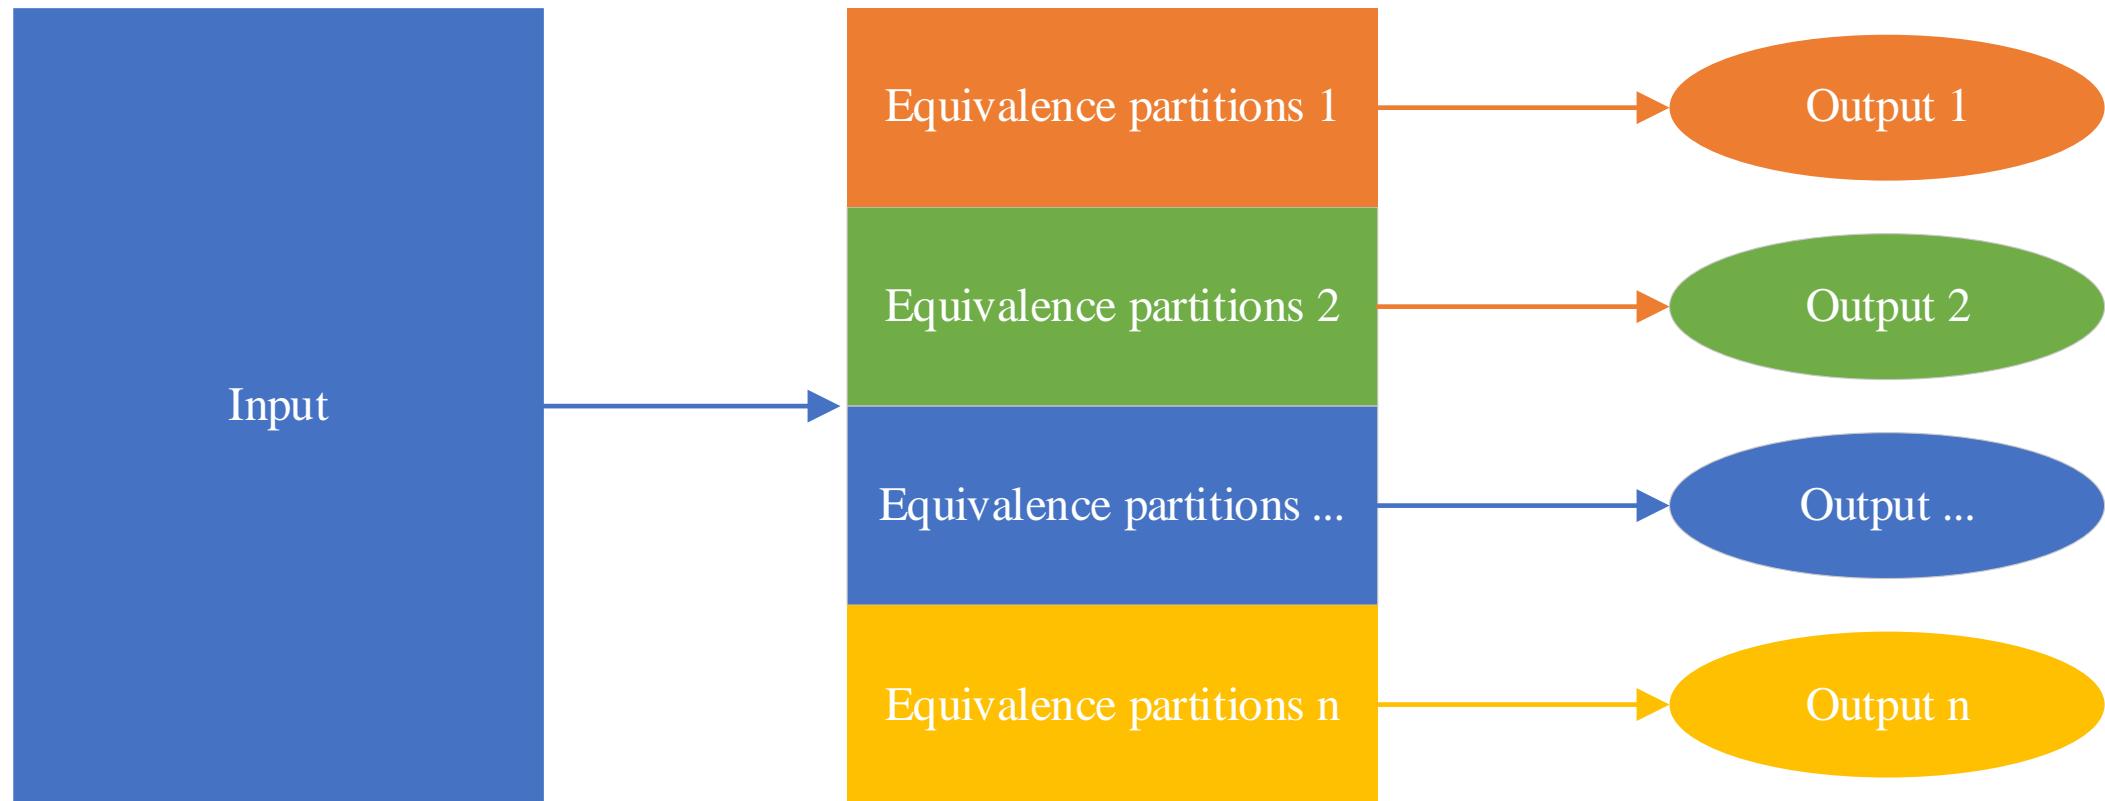 Input
Equivalence partitions 1
Output 1
Equivalence partitions 2
Output 2
Equivalence partitions ...
Output ...
Equivalence partitions n
Output n